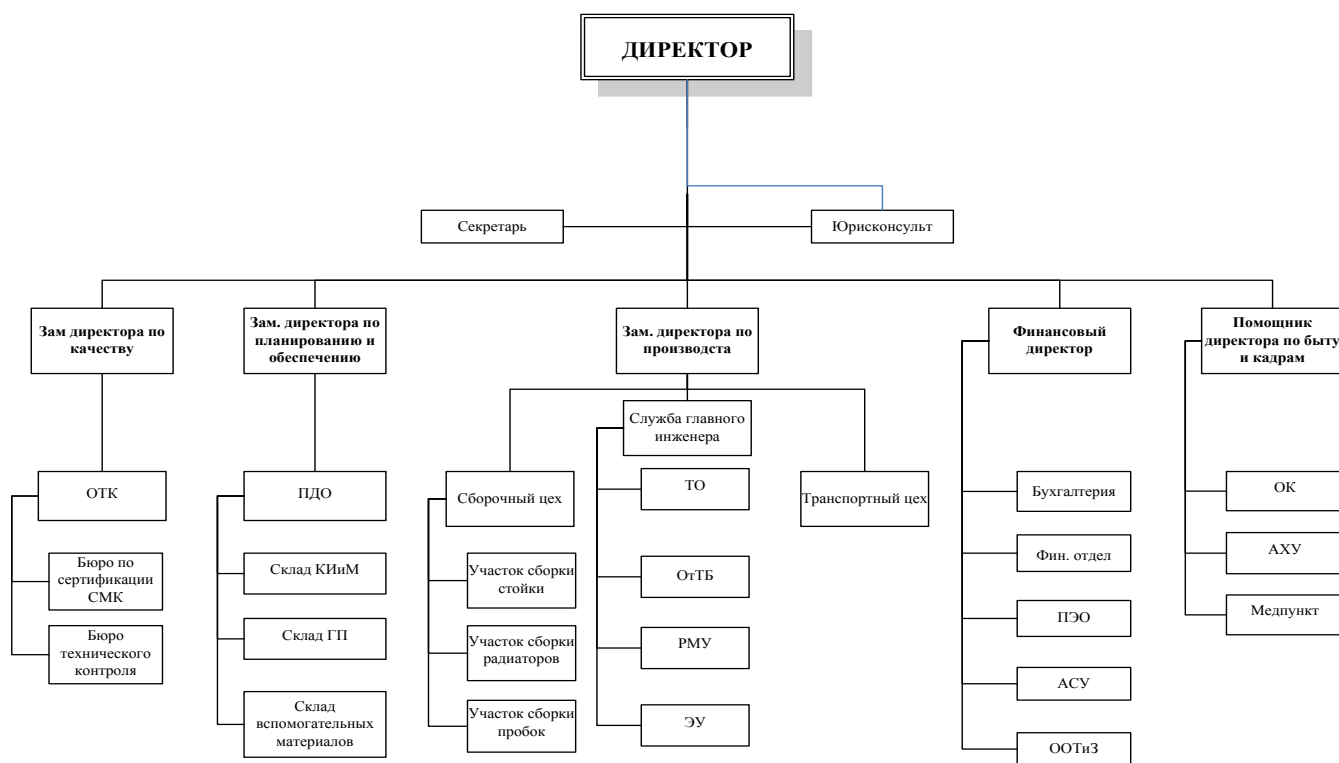 ДИРЕКТОР
Секретарь
Юрисконсульт
Зам директора по
качеству
Зам. директора по
планированию и
обеспечению
Зам. директора по
производста
Финансовый
директор
Помощник
директора по быту
и кадрам
ОТК
Бюро по
сертификации
СМК
Бюро
технического
контроля
ПДО
Склад КИиМ
Склад ГП
Склад
вспомогательных
материалов
Сборочный цех
Участок сборки
стойки
Участок сборки
радиаторов
Участок сборки
пробок
Служба главного
инженера
ТО
ОтТБ
РМУ
ЭУ
Транспортный цех
Бухгалтерия
Фин. отдел
ПЭО
АСУ
ООТиЗ
ОК
АХУ
Медпункт